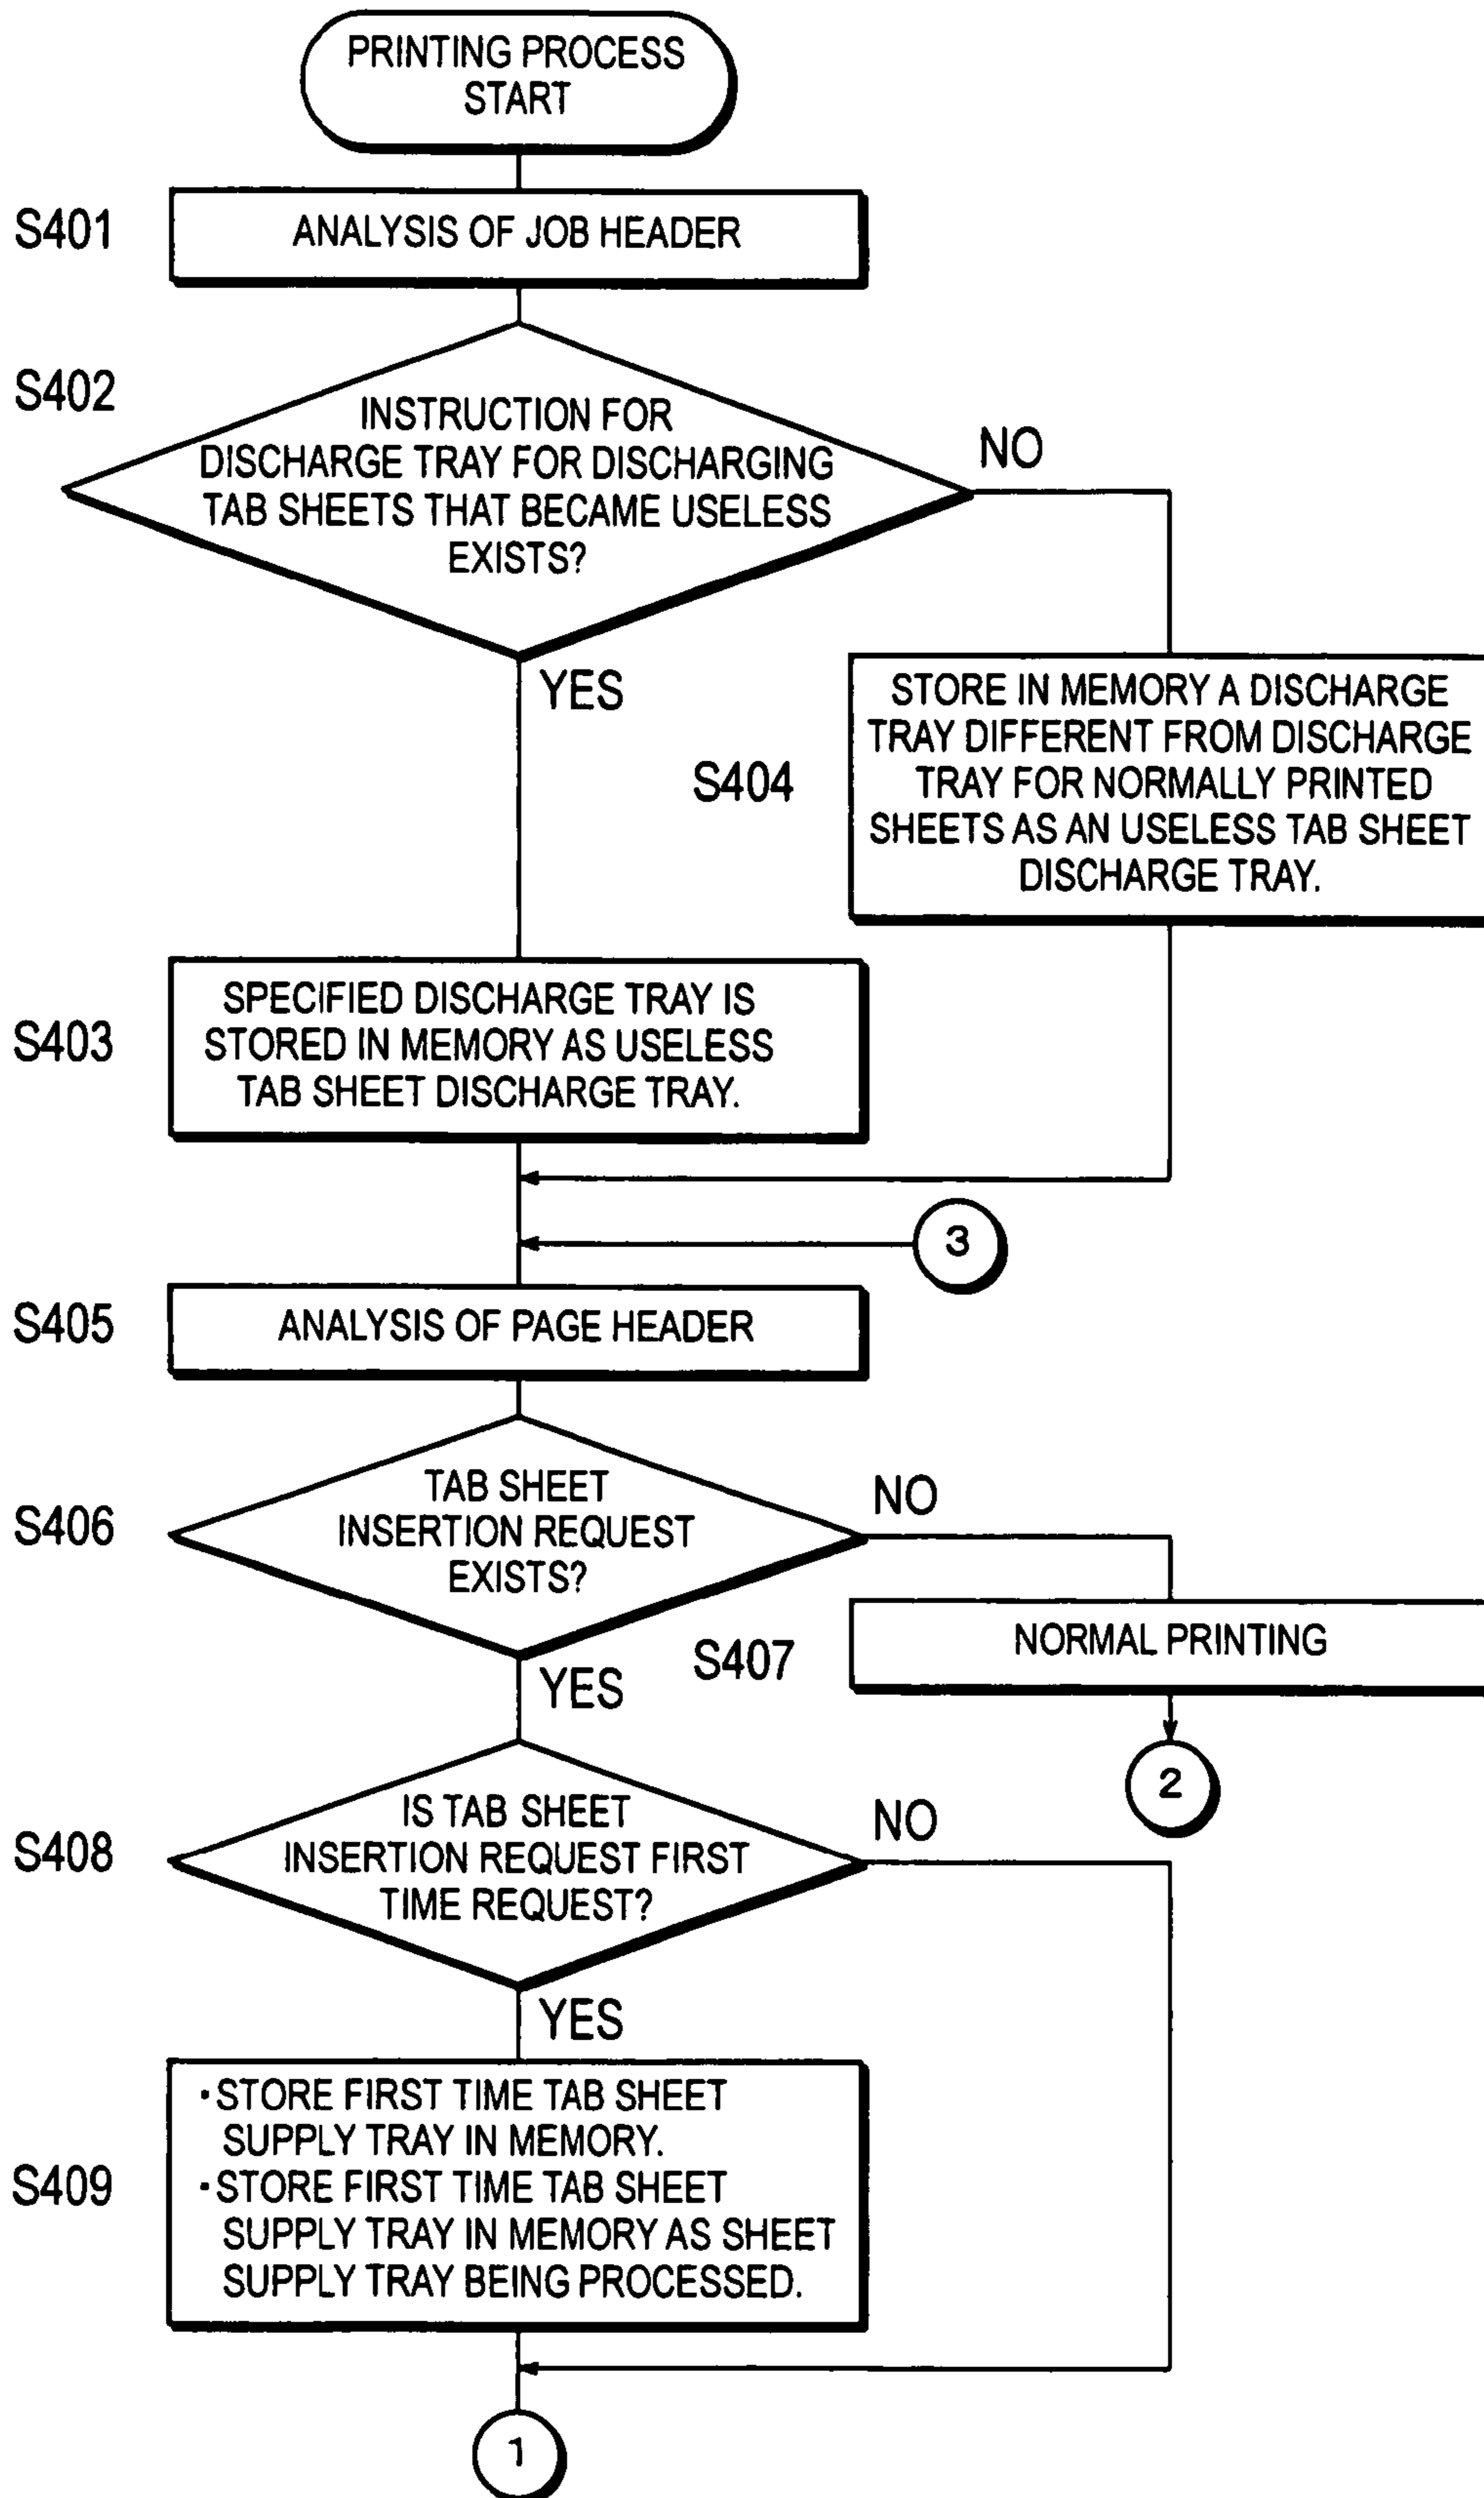 PRINTING PROCESS
START
S401
ANALYSIS OF JOB HEADER
S402
INSTRUCTION FOR
DISCHARGE TRAY FOR DISCHARGING
TAB SHEETS THAT BECAME USELESS
EXISTS?
NO
YES
S404
STORE IN MEMORY A DISCHARGE
TRAY DIFFERENT FROM DISCHARGE
TRAY FOR NORMALLY PRINTED
SHEETS AS AN USELESS TAB SHEET
DISCHARGE TRAY.
S403
SPECIFIED DISCHARGE TRAY IS
STORED IN MEMORY AS USELESS
TAB SHEET DISCHARGE TRAY.
3
S405
ANALYSIS OF PAGE HEADER
S406
TAB SHEET
INSERTION REQUEST
EXISTS?
NO
YES
S407
NORMAL PRINTING
2
S408
IS TAB SHEET
INSERTION REQUEST FIRST
TIME REQUEST?
NO
YES
S409
・STORE FIRST TIME TAB SHEET
SUPPLY TRAY IN MEMORY.
・STORE FIRST TIME TAB SHEET
SUPPLY TRAY IN MEMORY AS SHEET
SUPPLY TRAY BEING PROCESSED.
1